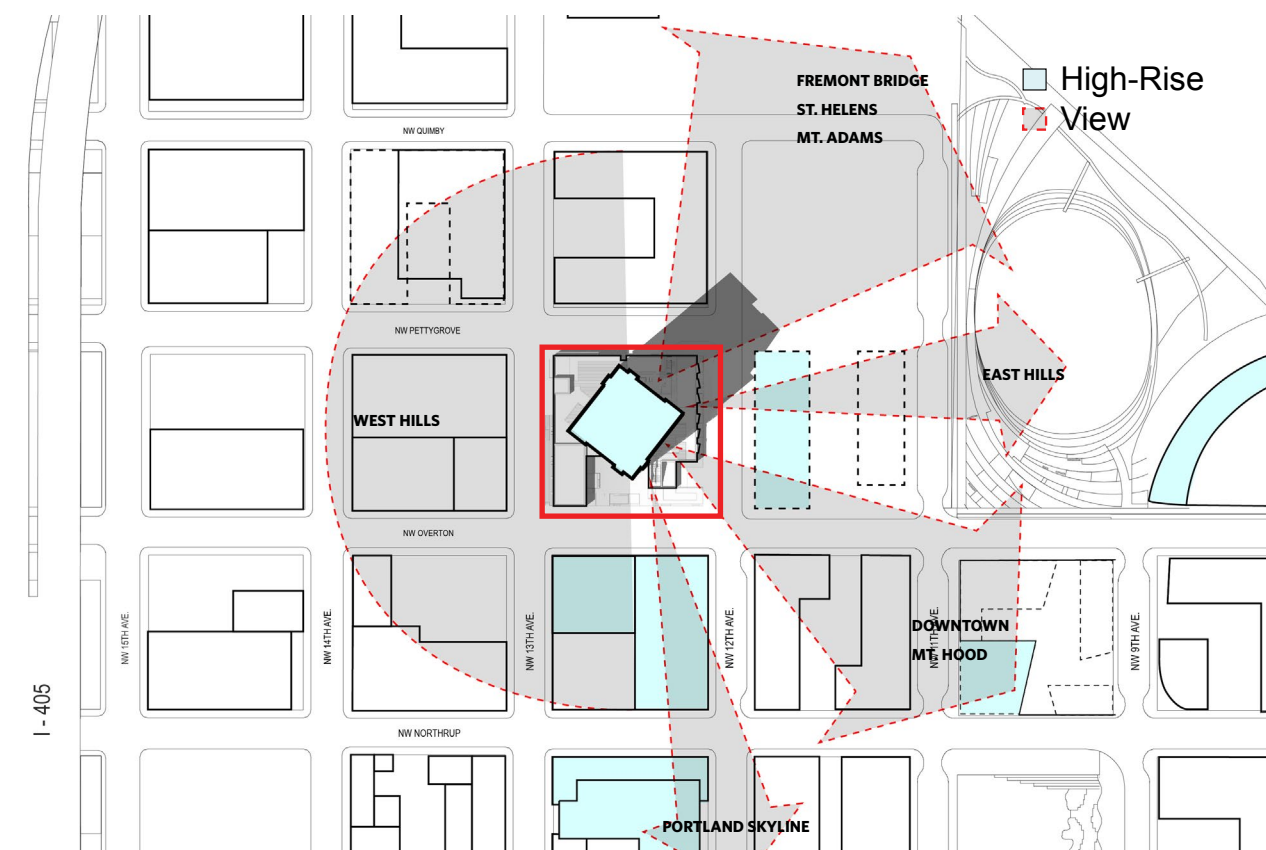 High-Rise
View
FREMONT BRIDGE
ST. HELENS
MT. ADAMS
NW QUIMBY
NW PETTYGROVE
EAST HILLS
WEST HILLS
NW OVERTON
NW 15TH AVE.
NW 14TH AVE.
NW 13TH AVE.
NW 12TH AVE.
NW 11TH AVE.
NW 9TH AVE.
DOWNTOWN
MT. HOOD
I - 405
NW NORTHRUP
PORTLAND SKYLINE